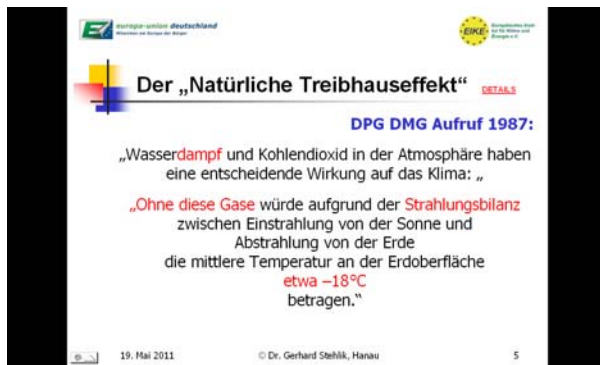 europa-union deutschland
EIKE
Der „Natürliche Treibhauseffekt“ DETAILS
DPG DMG Aufruf 1987:
„Wasserdampf und Kohlendioxid in der Atmosphäre haben
eine entscheidende Wirkung auf das Klima: „
„Ohne diese Gase würde aufgrund der Strahlungsbilanz
zwischen Einstrahlung von der Sonne und
Abstrahlung von der Erde
die mittlere Temperatur an der Erdoberfläche
etwa –18°C
betragen.“
19. Mai 2011
© Dr. Gerhard Stehlik, Hanau
5